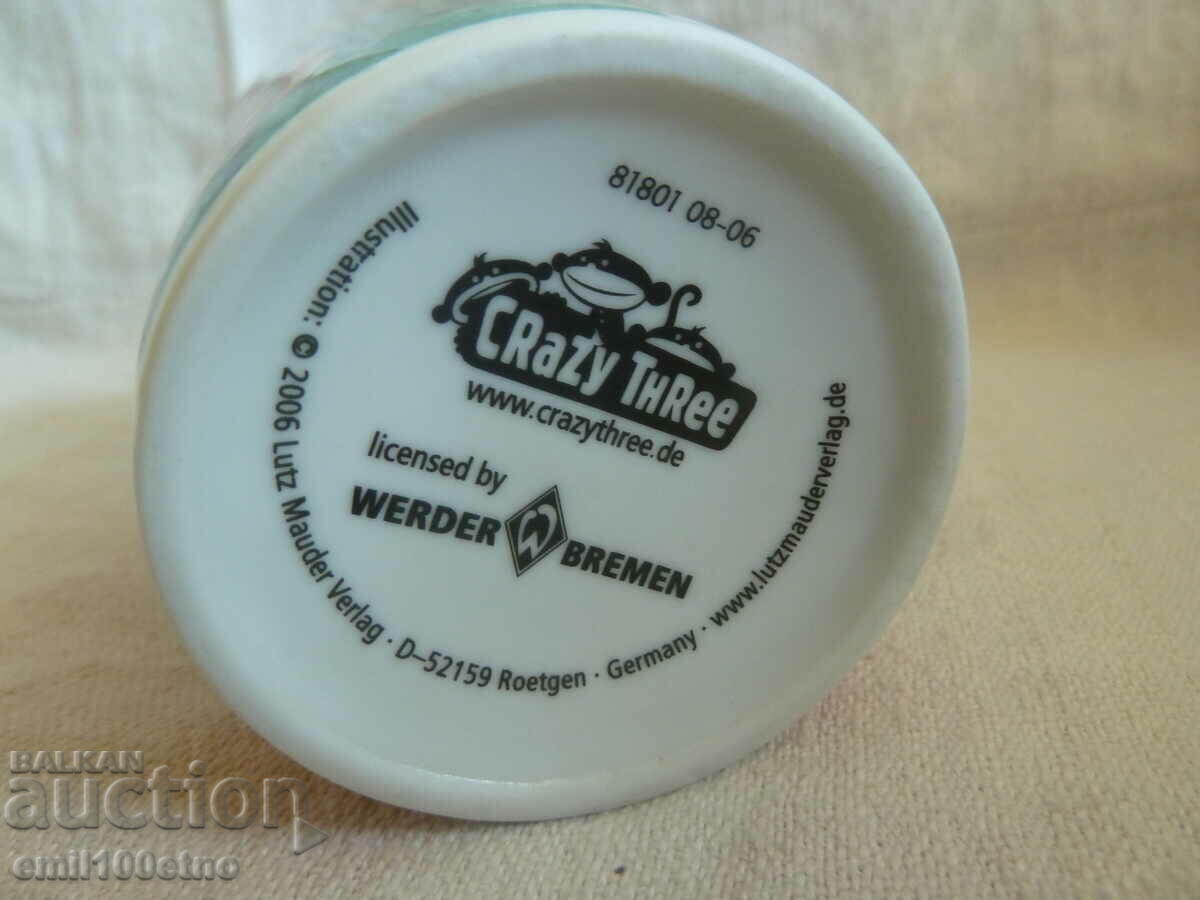 81801 08-06
CRaZY THRee
www.crazythree.de
licensed by
WERDER W BREMEN
Illustration: © 2006 Lutz Mauder Verlag · D–52159 Roetgen · Germany · www.lutzmauderverlag.de
BALKAN
auction
emil100etno